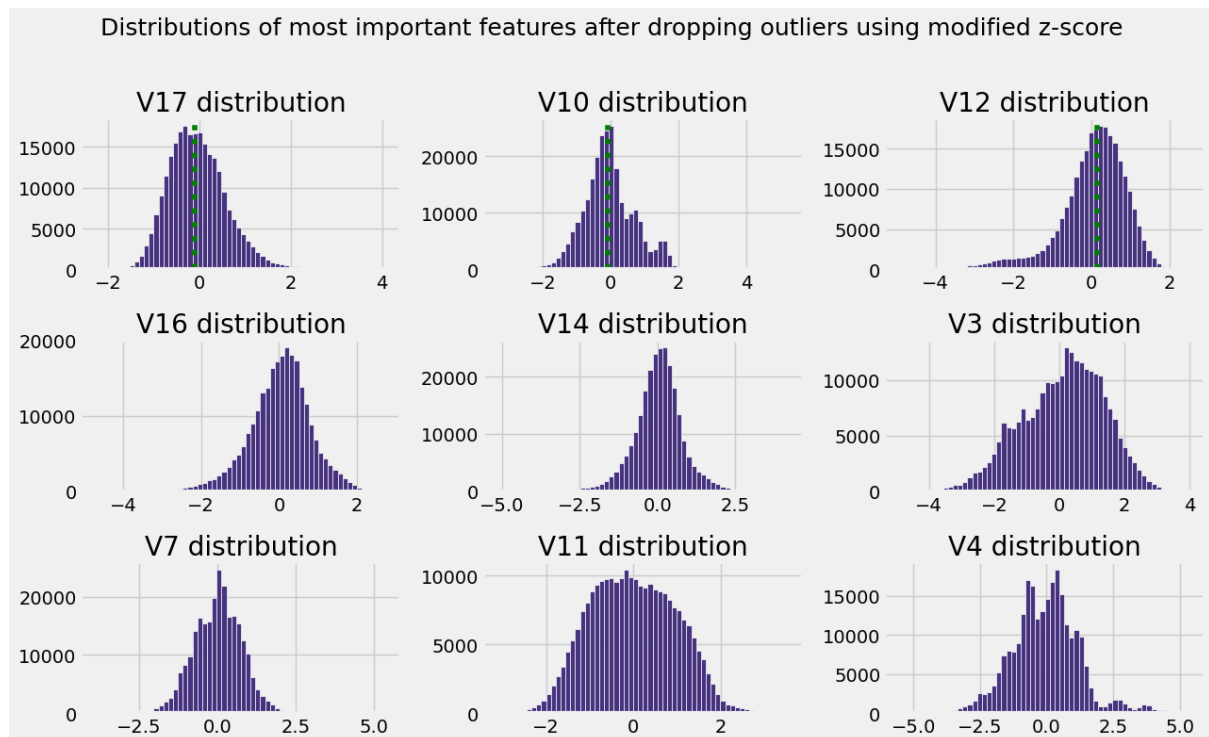 Distributions of most important features after dropping outliers using modified z-score
V17 distribution
15000
10000
5000
0
−2 0 2 4
V10 distribution
20000
10000
0
−2 0 2 4
V12 distribution
15000
10000
5000
0
−4 −2 0 2
V16 distribution
20000
10000
0
−4 −2 0 2
V14 distribution
20000
10000
0
−5.0 −2.5 0.0 2.5
V3 distribution
10000
5000
0
−4 −2 0 2 4
V7 distribution
20000
10000
0
−2.5 0.0 2.5 5.0
V11 distribution
10000
5000
0
−2 0 2
V4 distribution
15000
10000
5000
0
−5.0 −2.5 0.0 2.5 5.0